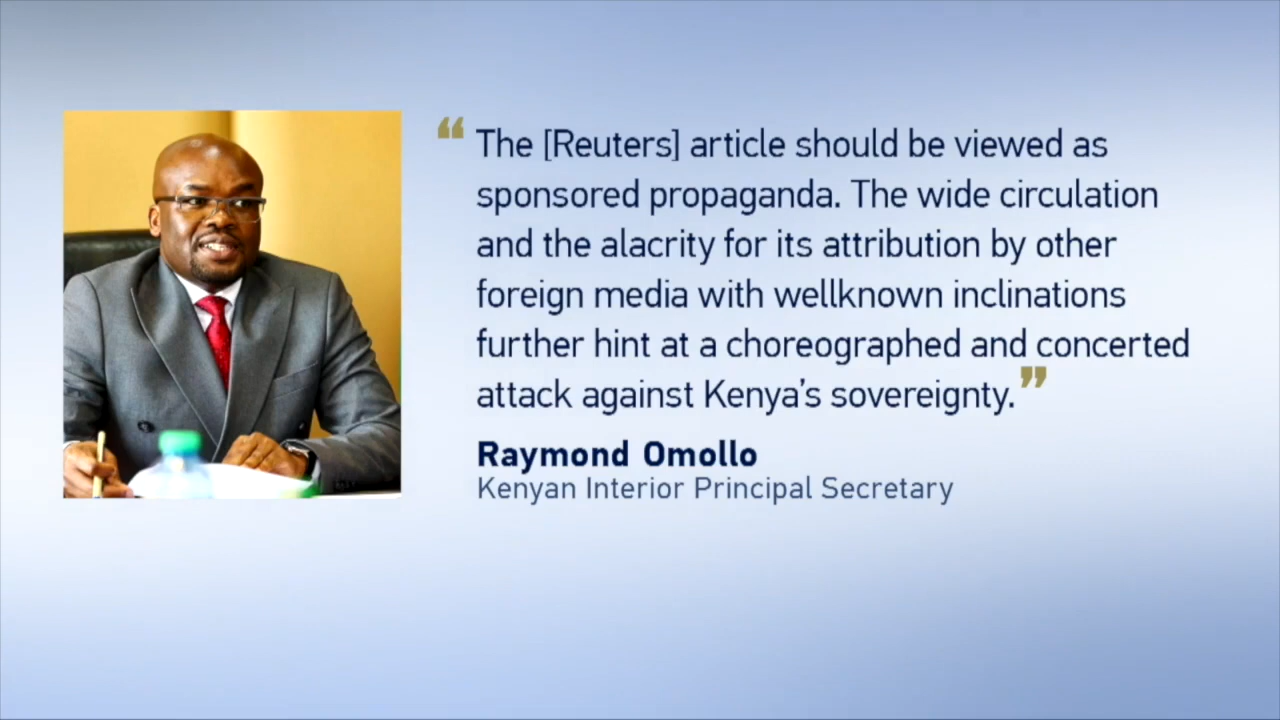 “ The [Reuters] article should be viewed as
sponsored propaganda. The wide circulation
and the alacrity for its attribution by other
foreign media with wellknown inclinations
further hint at a choreographed and concerted
attack against Kenya’s sovereignty.”
Raymond Omollo
Kenyan Interior Principal Secretary